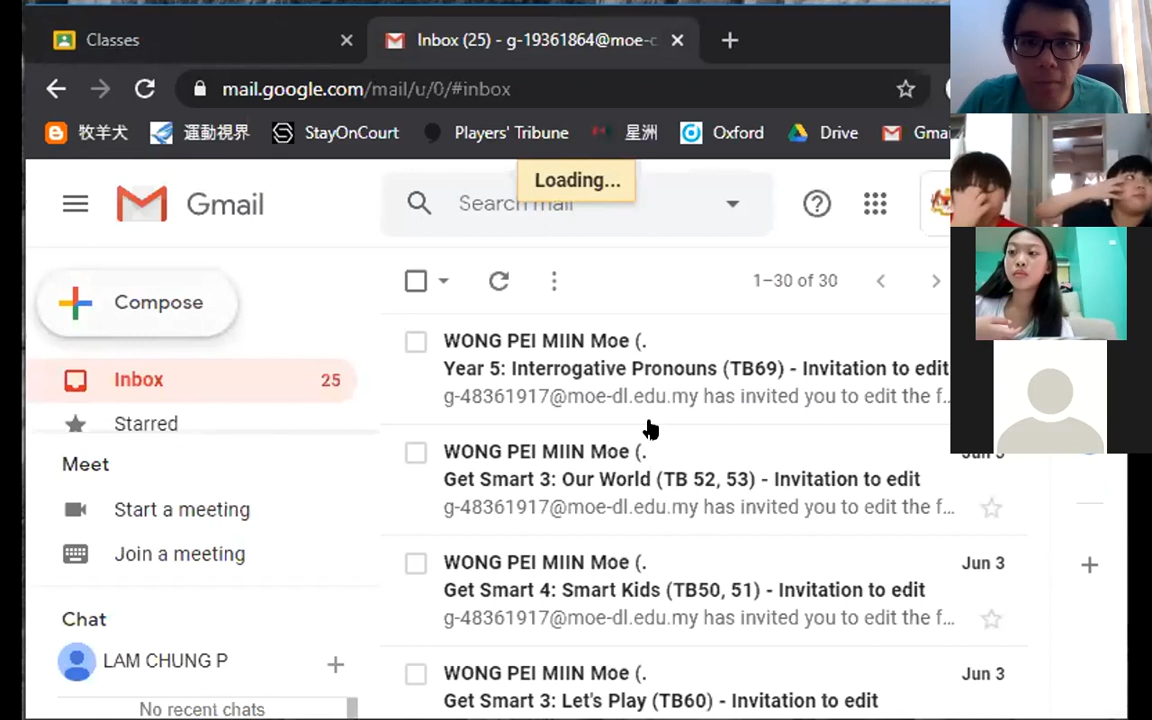 Classes
Inbox (25) - g-19361864@moe-c
mail.google.com/mail/u/0/#inbox
牧羊犬 運動視界 StayOnCourt Players' Tribune 星洲 Oxford Drive Gmai
Loading...
Gmail
Search mail
Compose
1–30 of 30
WONG PEI MIIN Moe (.
Year 5: Interrogative Pronouns (TB69) - Invitation to edit
g-48361917@moe-dl.edu.my has invited you to edit the f...
Inbox 25
Starred
WONG PEI MIIN Moe (.
Get Smart 3: Our World (TB 52, 53) - Invitation to edit
g-48361917@moe-dl.edu.my has invited you to edit the f...
Meet
Start a meeting
Join a meeting
WONG PEI MIIN Moe (. Jun 3
Get Smart 4: Smart Kids (TB50, 51) - Invitation to edit
g-48361917@moe-dl.edu.my has invited you to edit the f...
Chat
LAM CHUNG P
No recent chats
WONG PEI MIIN Moe (. Jun 3
Get Smart 3: Let's Play (TB60) - Invitation to edit